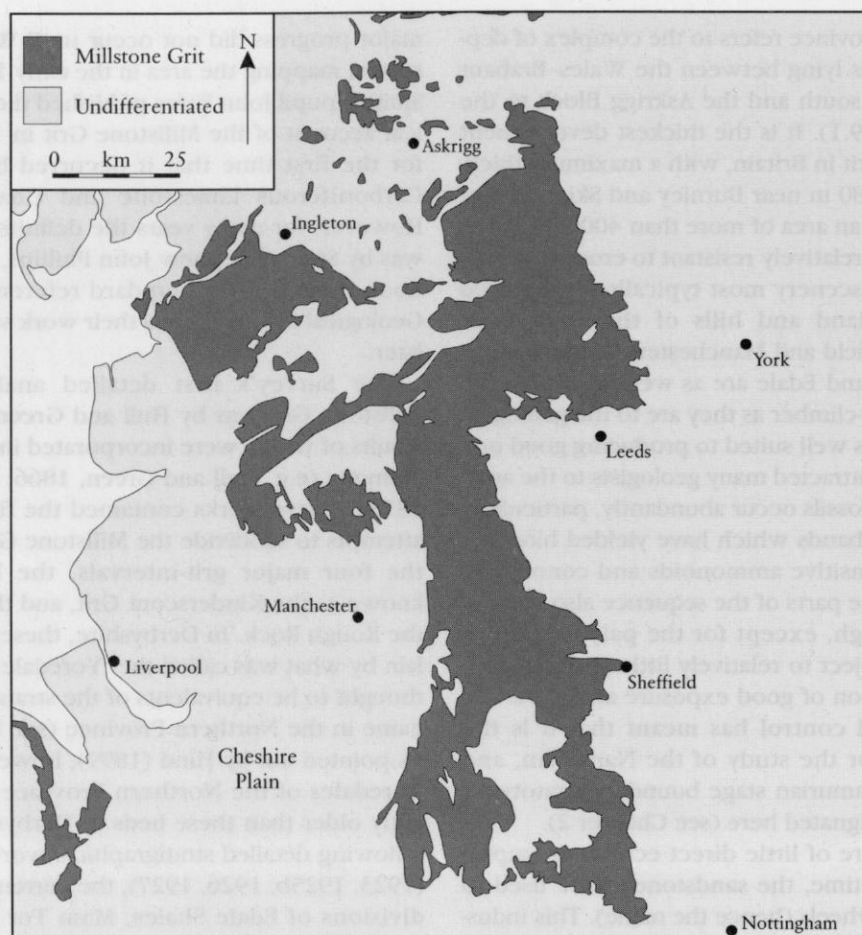 Millstone Grit
Undifferentiated
0 km 25
N
Askrigg
Ingleton
York
Leeds
Manchester
Liverpool
Sheffield
Cheshire
Plain
Nottingham